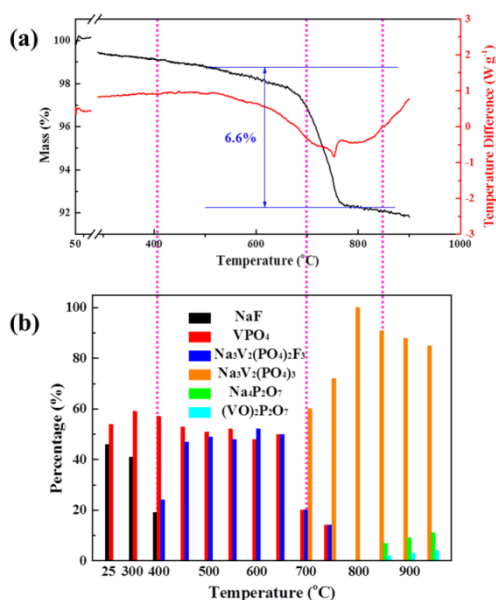 (a)
100
98
96
94
92
Mass (%)
6.6%
3
2
1
0
-1
-2
-3
Temperature Difference (W g⁻¹)
50 400 600 800 1000
Temperature (°C)
(b)
100
80
60
40
20
0
Percentage (%)
NaF
VPO₄
Na₃V₂(PO₄)₂F₃
Na₃V₂(PO₄)₃
Na₄P₂O₇
(VO)₂P₂O₇
25 300 400 500 600 700 800 900
Temperature (°C)